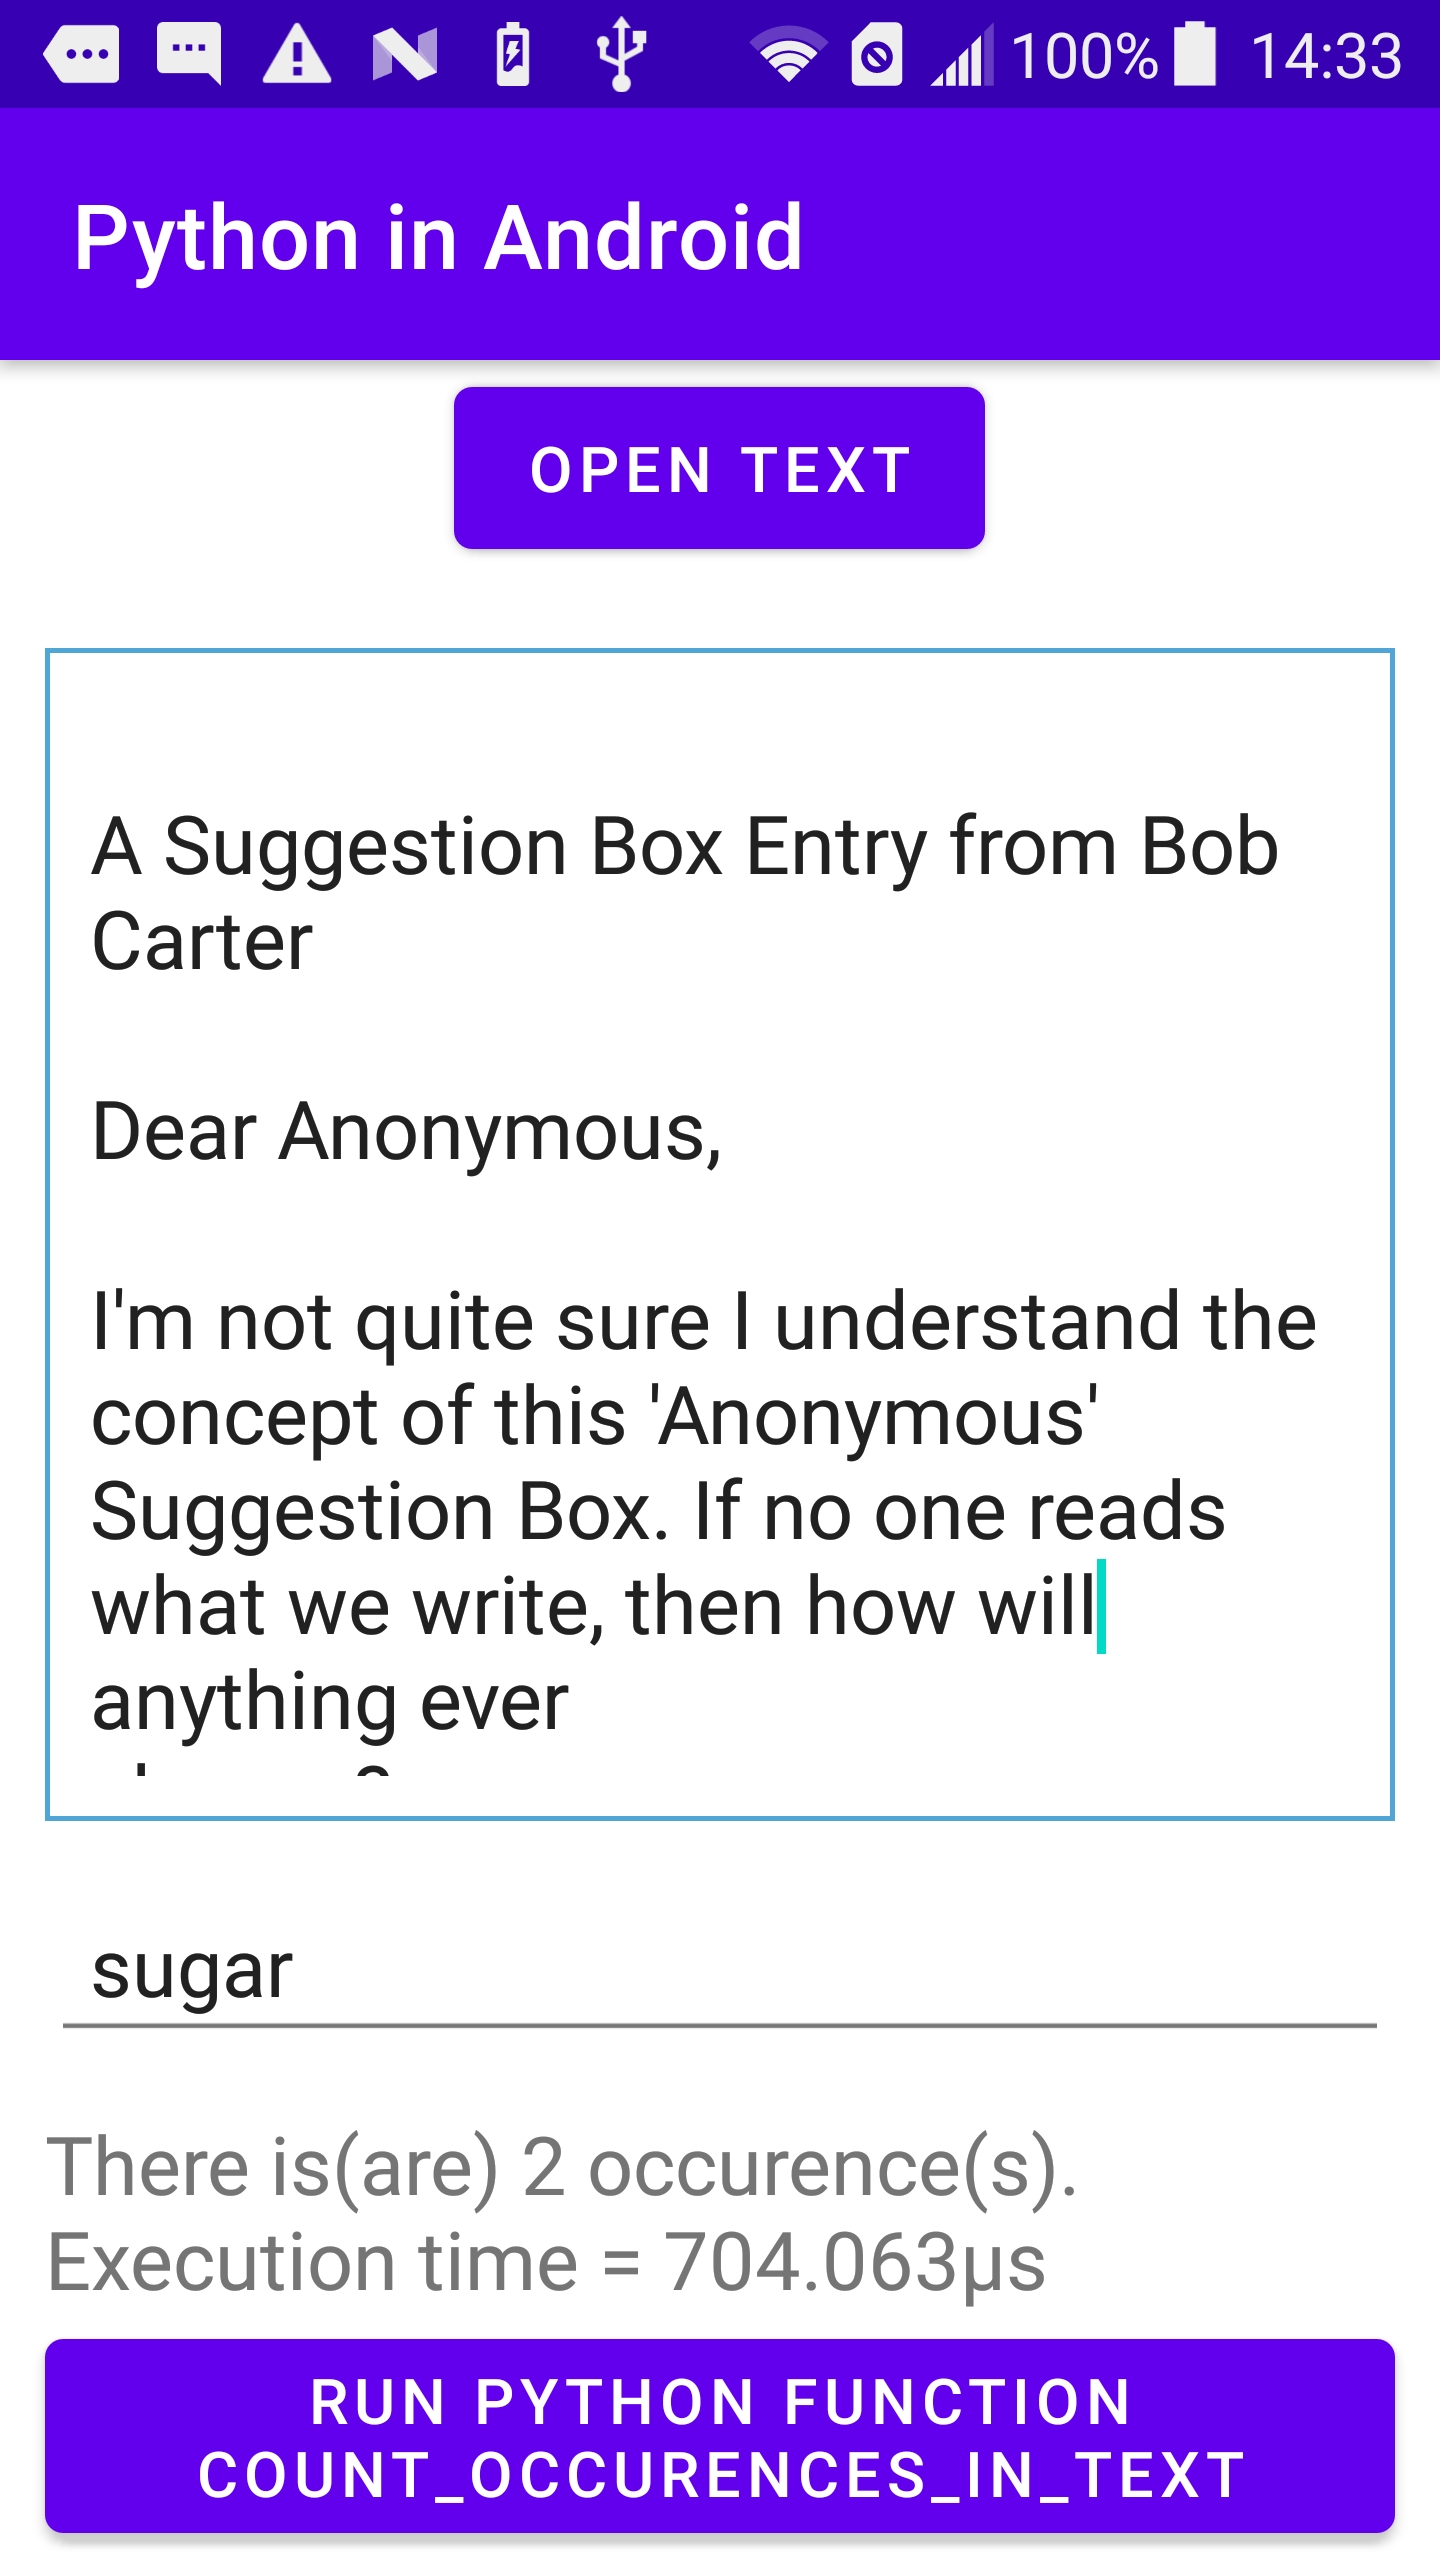 100% 14:33
Python in Android
OPEN TEXT
A Suggestion Box Entry from Bob
Carter
Dear Anonymous,
I'm not quite sure I understand the
concept of this 'Anonymous'
Suggestion Box. If no one reads
what we write, then how will
anything ever
sugar
There is(are) 2 occurence(s).
Execution time = 704.063µs
RUN PYTHON FUNCTION
COUNT_OCCURENCES_IN_TEXT